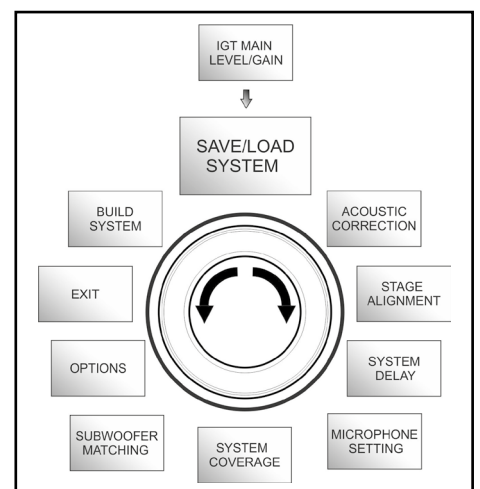 IGT MAIN
LEVEL/GAIN
SAVE/LOAD
SYSTEM
BUILD
SYSTEM
ACOUSTIC
CORRECTION
EXIT
STAGE
ALIGNMENT
OPTIONS
SYSTEM
DELAY
SUBWOOFER
MATCHING
SYSTEM
COVERAGE
MICROPHONE
SETTING